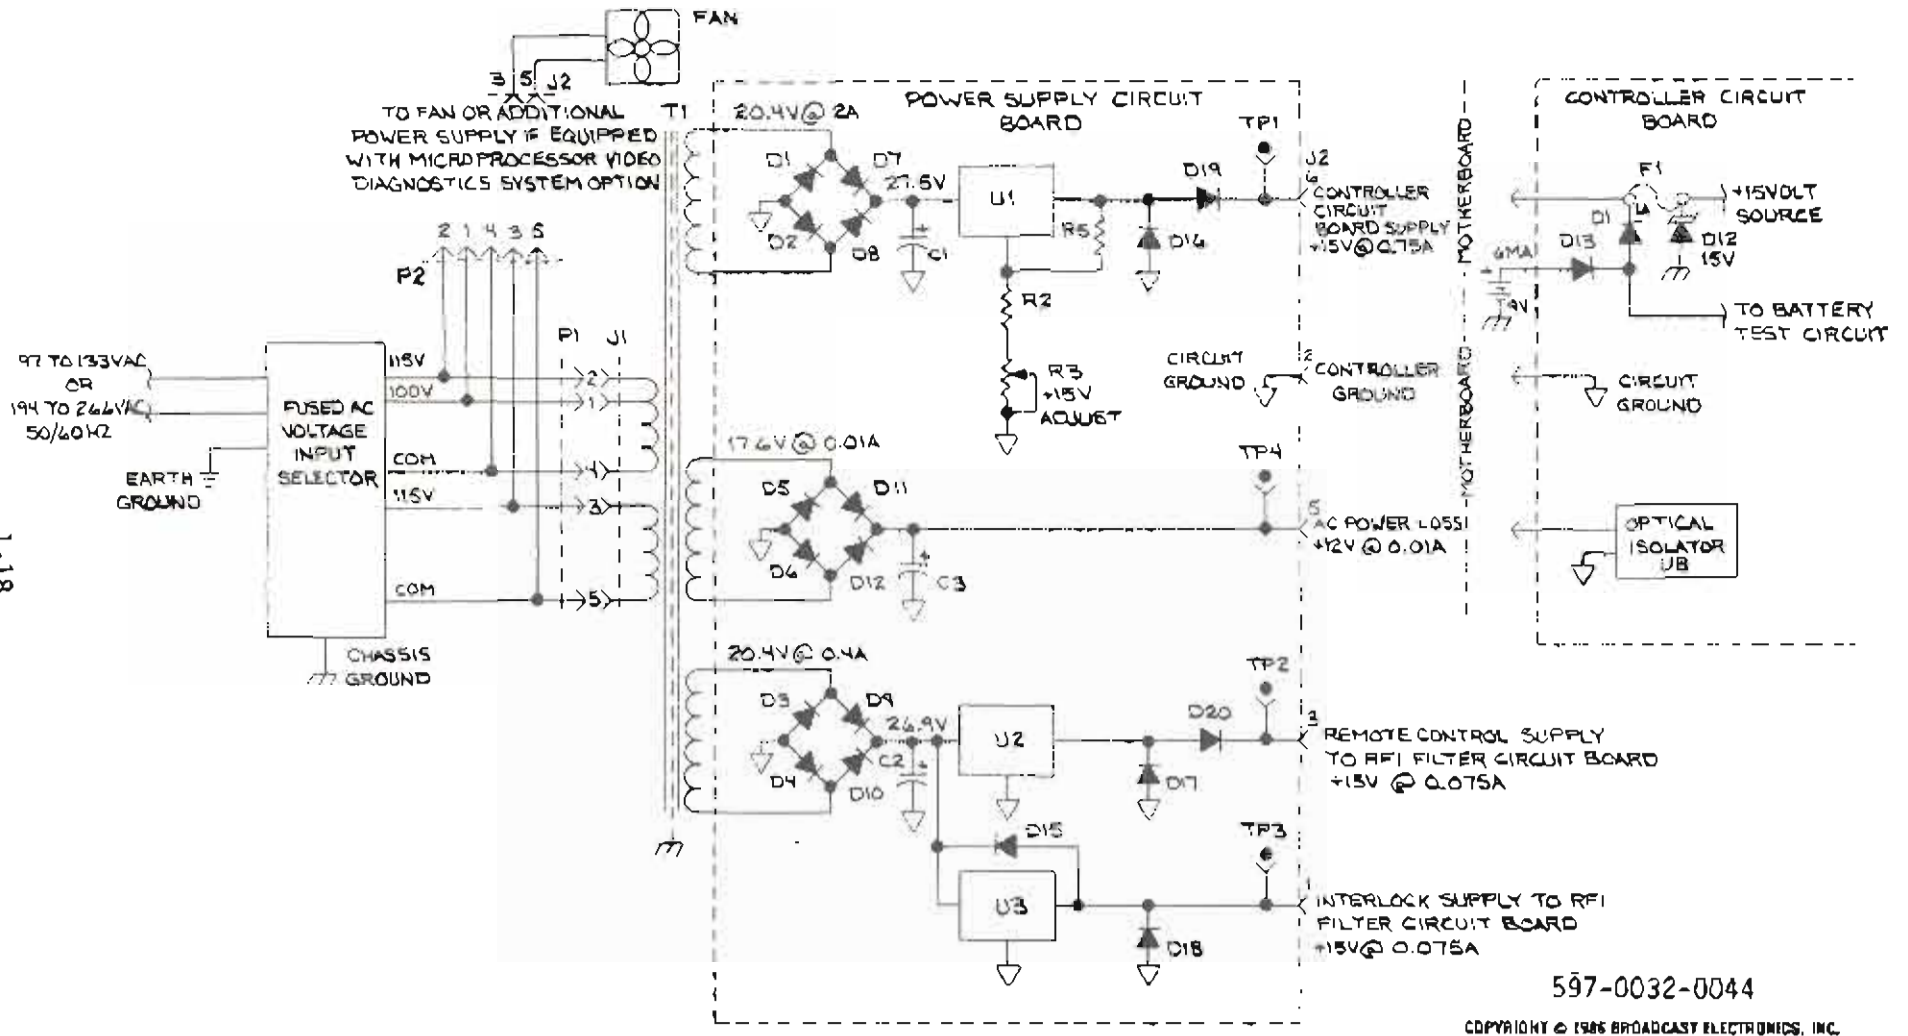 FAN
3 5 J2
TO FAN OR ADDITIONAL
POWER SUPPLY IF EQUIPPED
WITH MICROPROCESSOR VIDEO
DIAGNOSTICS SYSTEM OPTION
T1
2 1 4 3 5
P2
97 TO 133VAC
OR
194 TO 266VAC
50/60HZ
EARTH
GROUND
FUSED AC
VOLTAGE
INPUT
SELECTOR
115V
100V
COM
115V
COM
CHASSIS
GROUND
P1 J1
2
1
4
3
5
POWER SUPPLY CIRCUIT
BOARD
20.4V@ 2A
D1
D7
D2
D8
27.5V
C1
U1
R5
R2
R3
+15V
ADJUST
D16
D19
TP1
J2
6
CONTROLLER
CIRCUIT
BOARD SUPPLY
+15V@0.75A
CIRCUIT
GROUND
2
CONTROLLER
GROUND
17.6V@ 0.01A
D5
D11
D6
D12
C3
TP4
5
AC POWER LOSS
+12V @ 0.01A
20.4V@ 0.4A
D3
D9
D4
D10
26.9V
C2
U2
D17
D20
TP2
3
REMOTE CONTROL SUPPLY
TO RFI FILTER CIRCUIT BOARD
+15V @ 0.075A
D15
U3
D18
TP3
1
INTERLOCK SUPPLY TO RFI
FILTER CIRCUIT BOARD
+15V@ 0.075A
MOTHERBOARD
MOTHERBOARD
MOTHERBOARD
CONTROLLER CIRCUIT
BOARD
F1
+15VOLT
SOURCE
D1
D13
D12
15V
6MA
9V
TO BATTERY
TEST CIRCUIT
CIRCUIT
GROUND
OPTICAL
ISOLATOR
U8
1-18
597-0032-0044
COPYRIGHT © 1986 BROADCAST ELECTRONICS, INC.